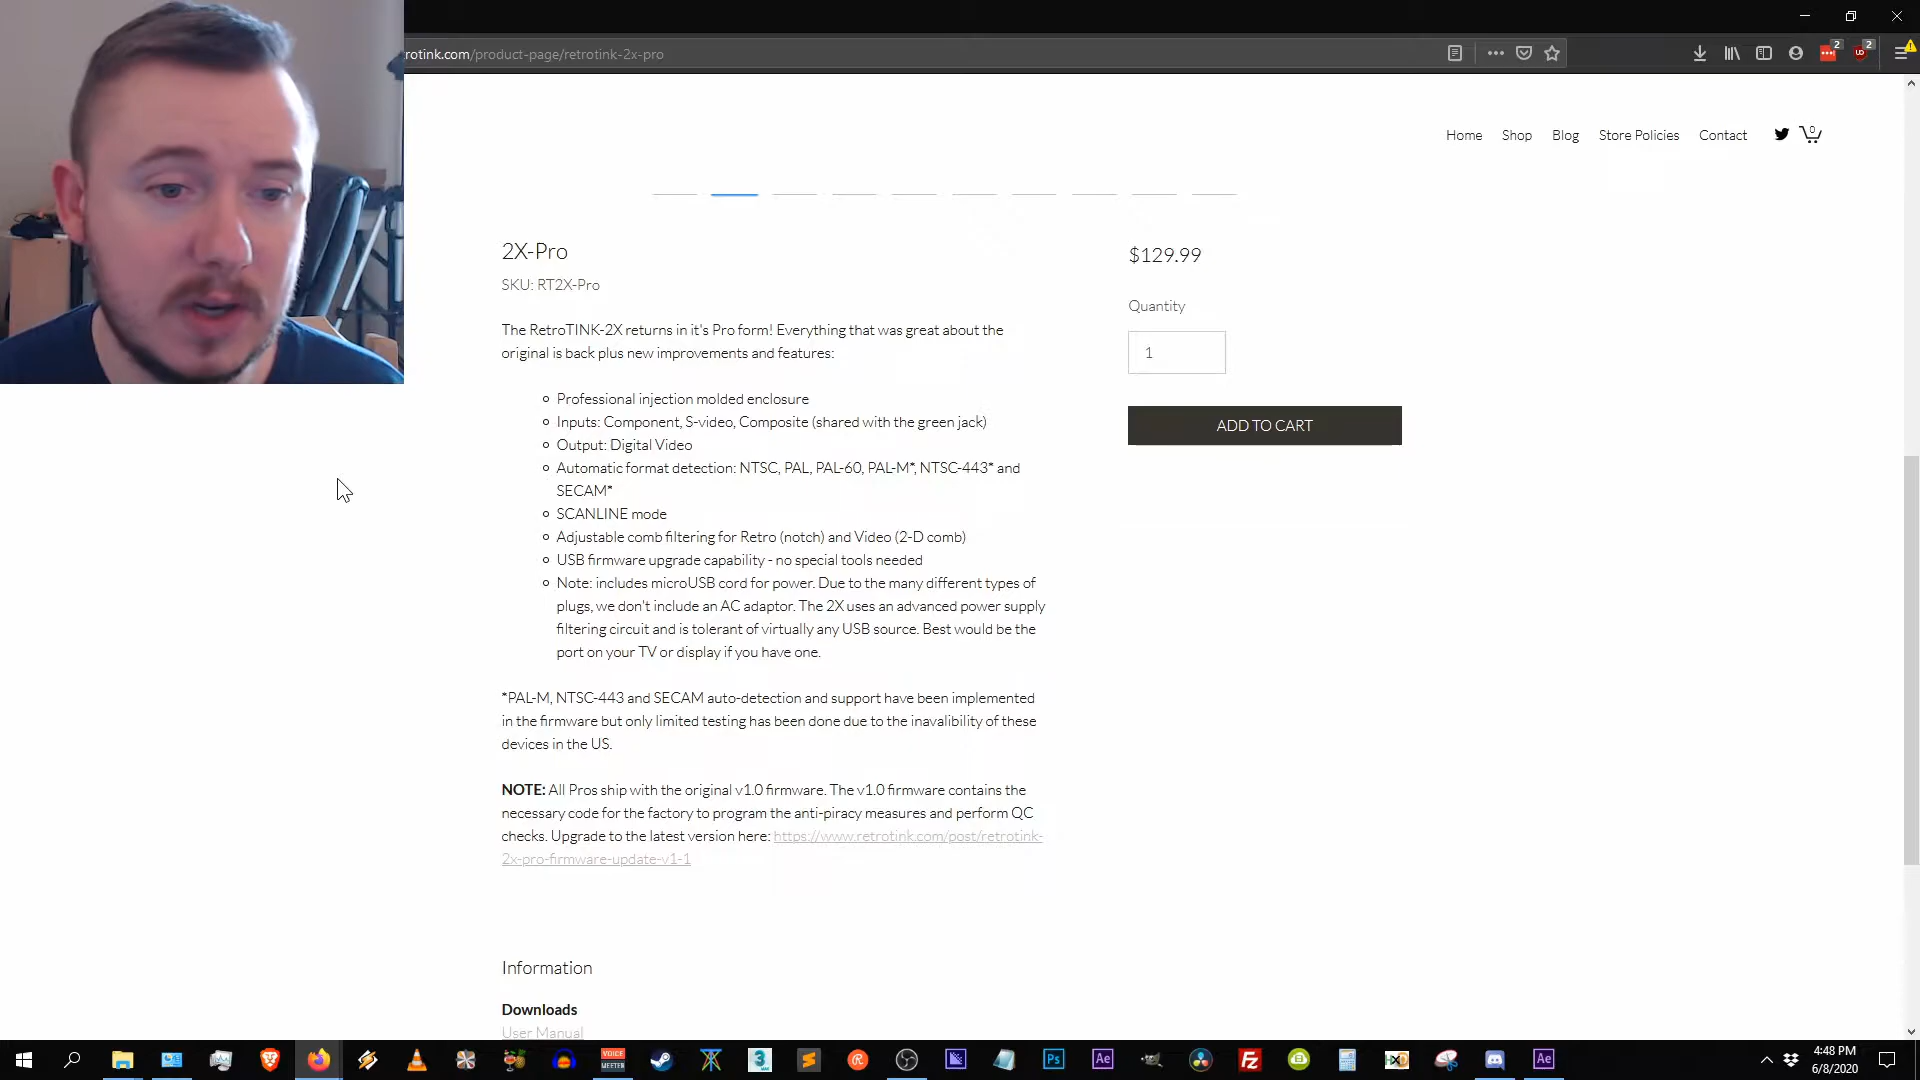 rotink.com/product-page/retrotink-2x-pro
2
2
Home Shop Blog Store Policies Contact 0
2X-Pro
SKU: RT2X-Pro
The RetroTINK-2X returns in it's Pro form! Everything that was great about the
original is back plus new improvements and features:
Professional injection molded enclosure
Inputs: Component, S-video, Composite (shared with the green jack)
Output: Digital Video
Automatic format detection: NTSC, PAL, PAL-60, PAL-M*, NTSC-443* and
SECAM*
SCANLINE mode
Adjustable comb filtering for Retro (notch) and Video (2-D comb)
USB firmware upgrade capability - no special tools needed
Note: includes microUSB cord for power. Due to the many different types of
plugs, we don't include an AC adaptor. The 2X uses an advanced power supply
filtering circuit and is tolerant of virtually any USB source. Best would be the
port on your TV or display if you have one.
*PAL-M, NTSC-443 and SECAM auto-detection and support have been implemented
in the firmware but only limited testing has been done due to the inavalibility of these
devices in the US.
NOTE: All Pros ship with the original v1.0 firmware. The v1.0 firmware contains the
necessary code for the factory to program the anti-piracy measures and perform QC
checks. Upgrade to the latest version here: https://www.retrotink.com/post/retrotink-
2x-pro-firmware-update-v1-1
Information
Downloads
User Manual
$129.99
Quantity
1
ADD TO CART
VOICE
MEETER
3
Ps
Ae
FZ
HXD
Ae
4:48 PM
6/8/2020